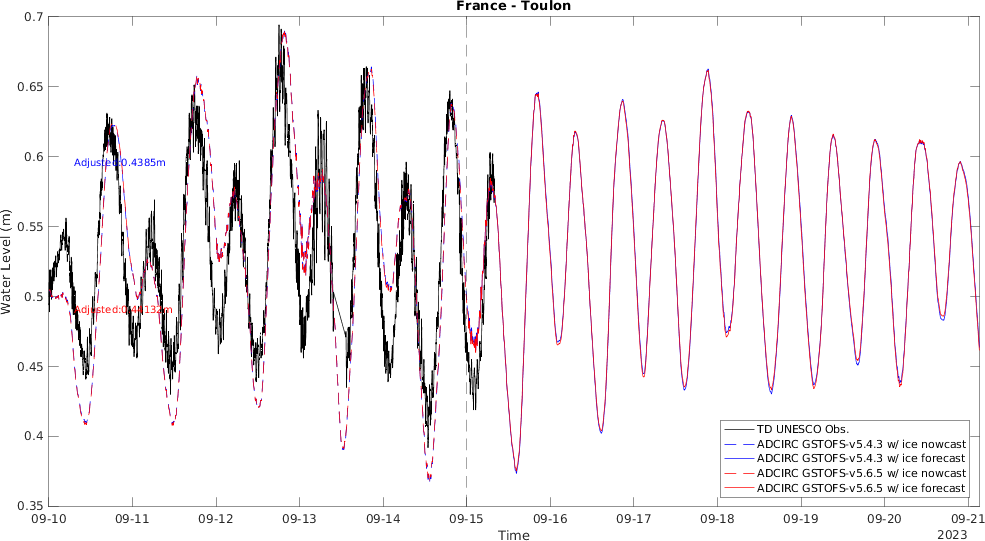 France - Toulon
0.7
0.65
0.6
0.55
0.5
0.45
0.4
0.35
Water Level (m)
Adjusted:0.4385m
TD UNESCO Obs.
ADCIRC GSTOFS-v5.4.3 w/ ice nowcast
ADCIRC GSTOFS-v5.4.3 w/ ice forecast
ADCIRC GSTOFS-v5.6.5 w/ ice nowcast
ADCIRC GSTOFS-v5.6.5 w/ ice forecast
09-10 09-11 09-12 09-13 09-14 09-15 09-16 09-17 09-18 09-19 09-20 09-21
Time
2023